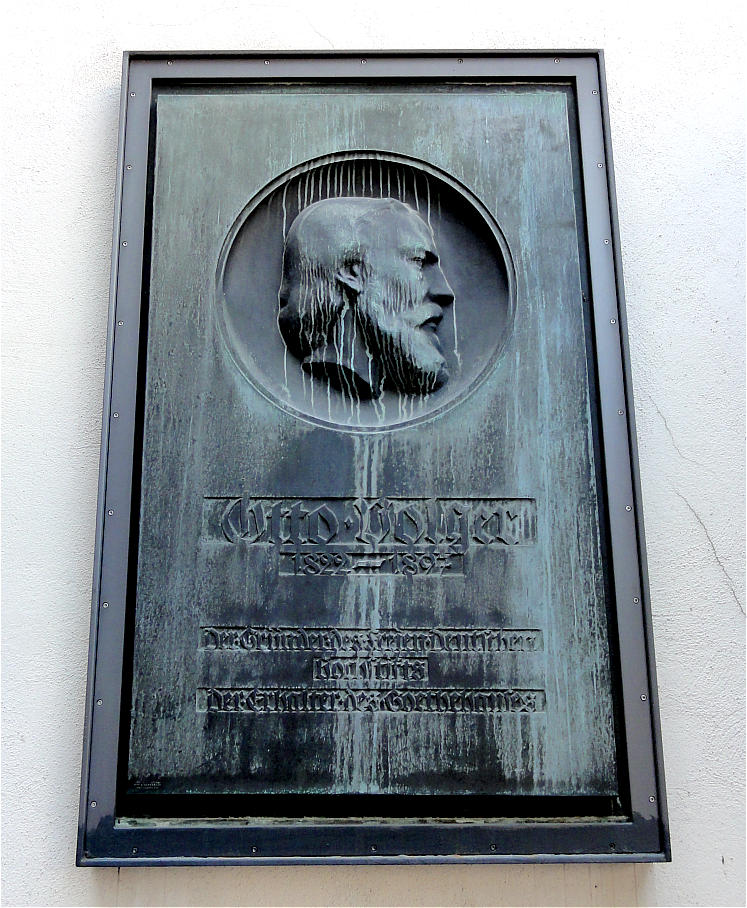 Otto·Volger
1822–1897
der Gründer des Freien Deutschen
Hochstifts
der Erhalter des Goethehauses